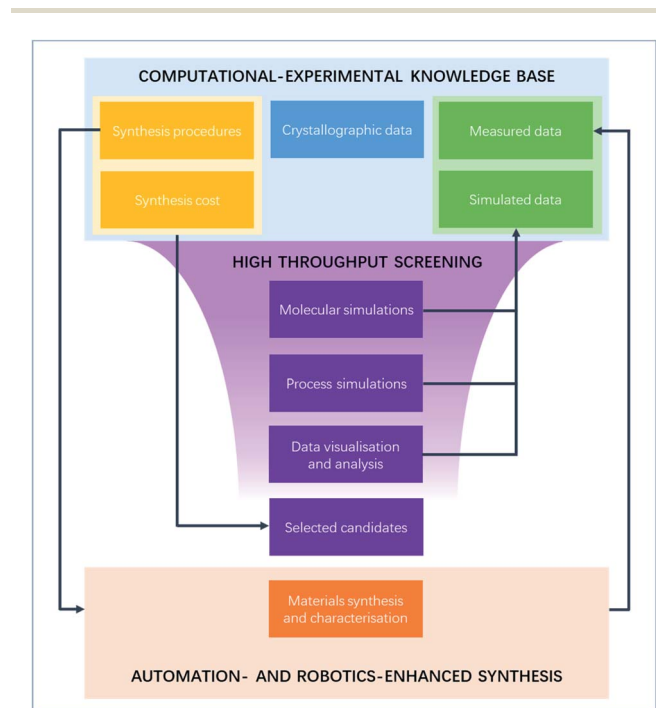 COMPUTATIONAL-EXPERIMENTAL KNOWLEDGE BASE
Synthesis procedures
Crystallographic data
Measured data
Synthesis cost
Simulated data
HIGH THROUGHPUT SCREENING
Molecular simulations
Process simulations
Data visualisation
and analysis
Selected candidates
Materials synthesis
and characterisation
AUTOMATION- AND ROBOTICS-ENHANCED SYNTHESIS